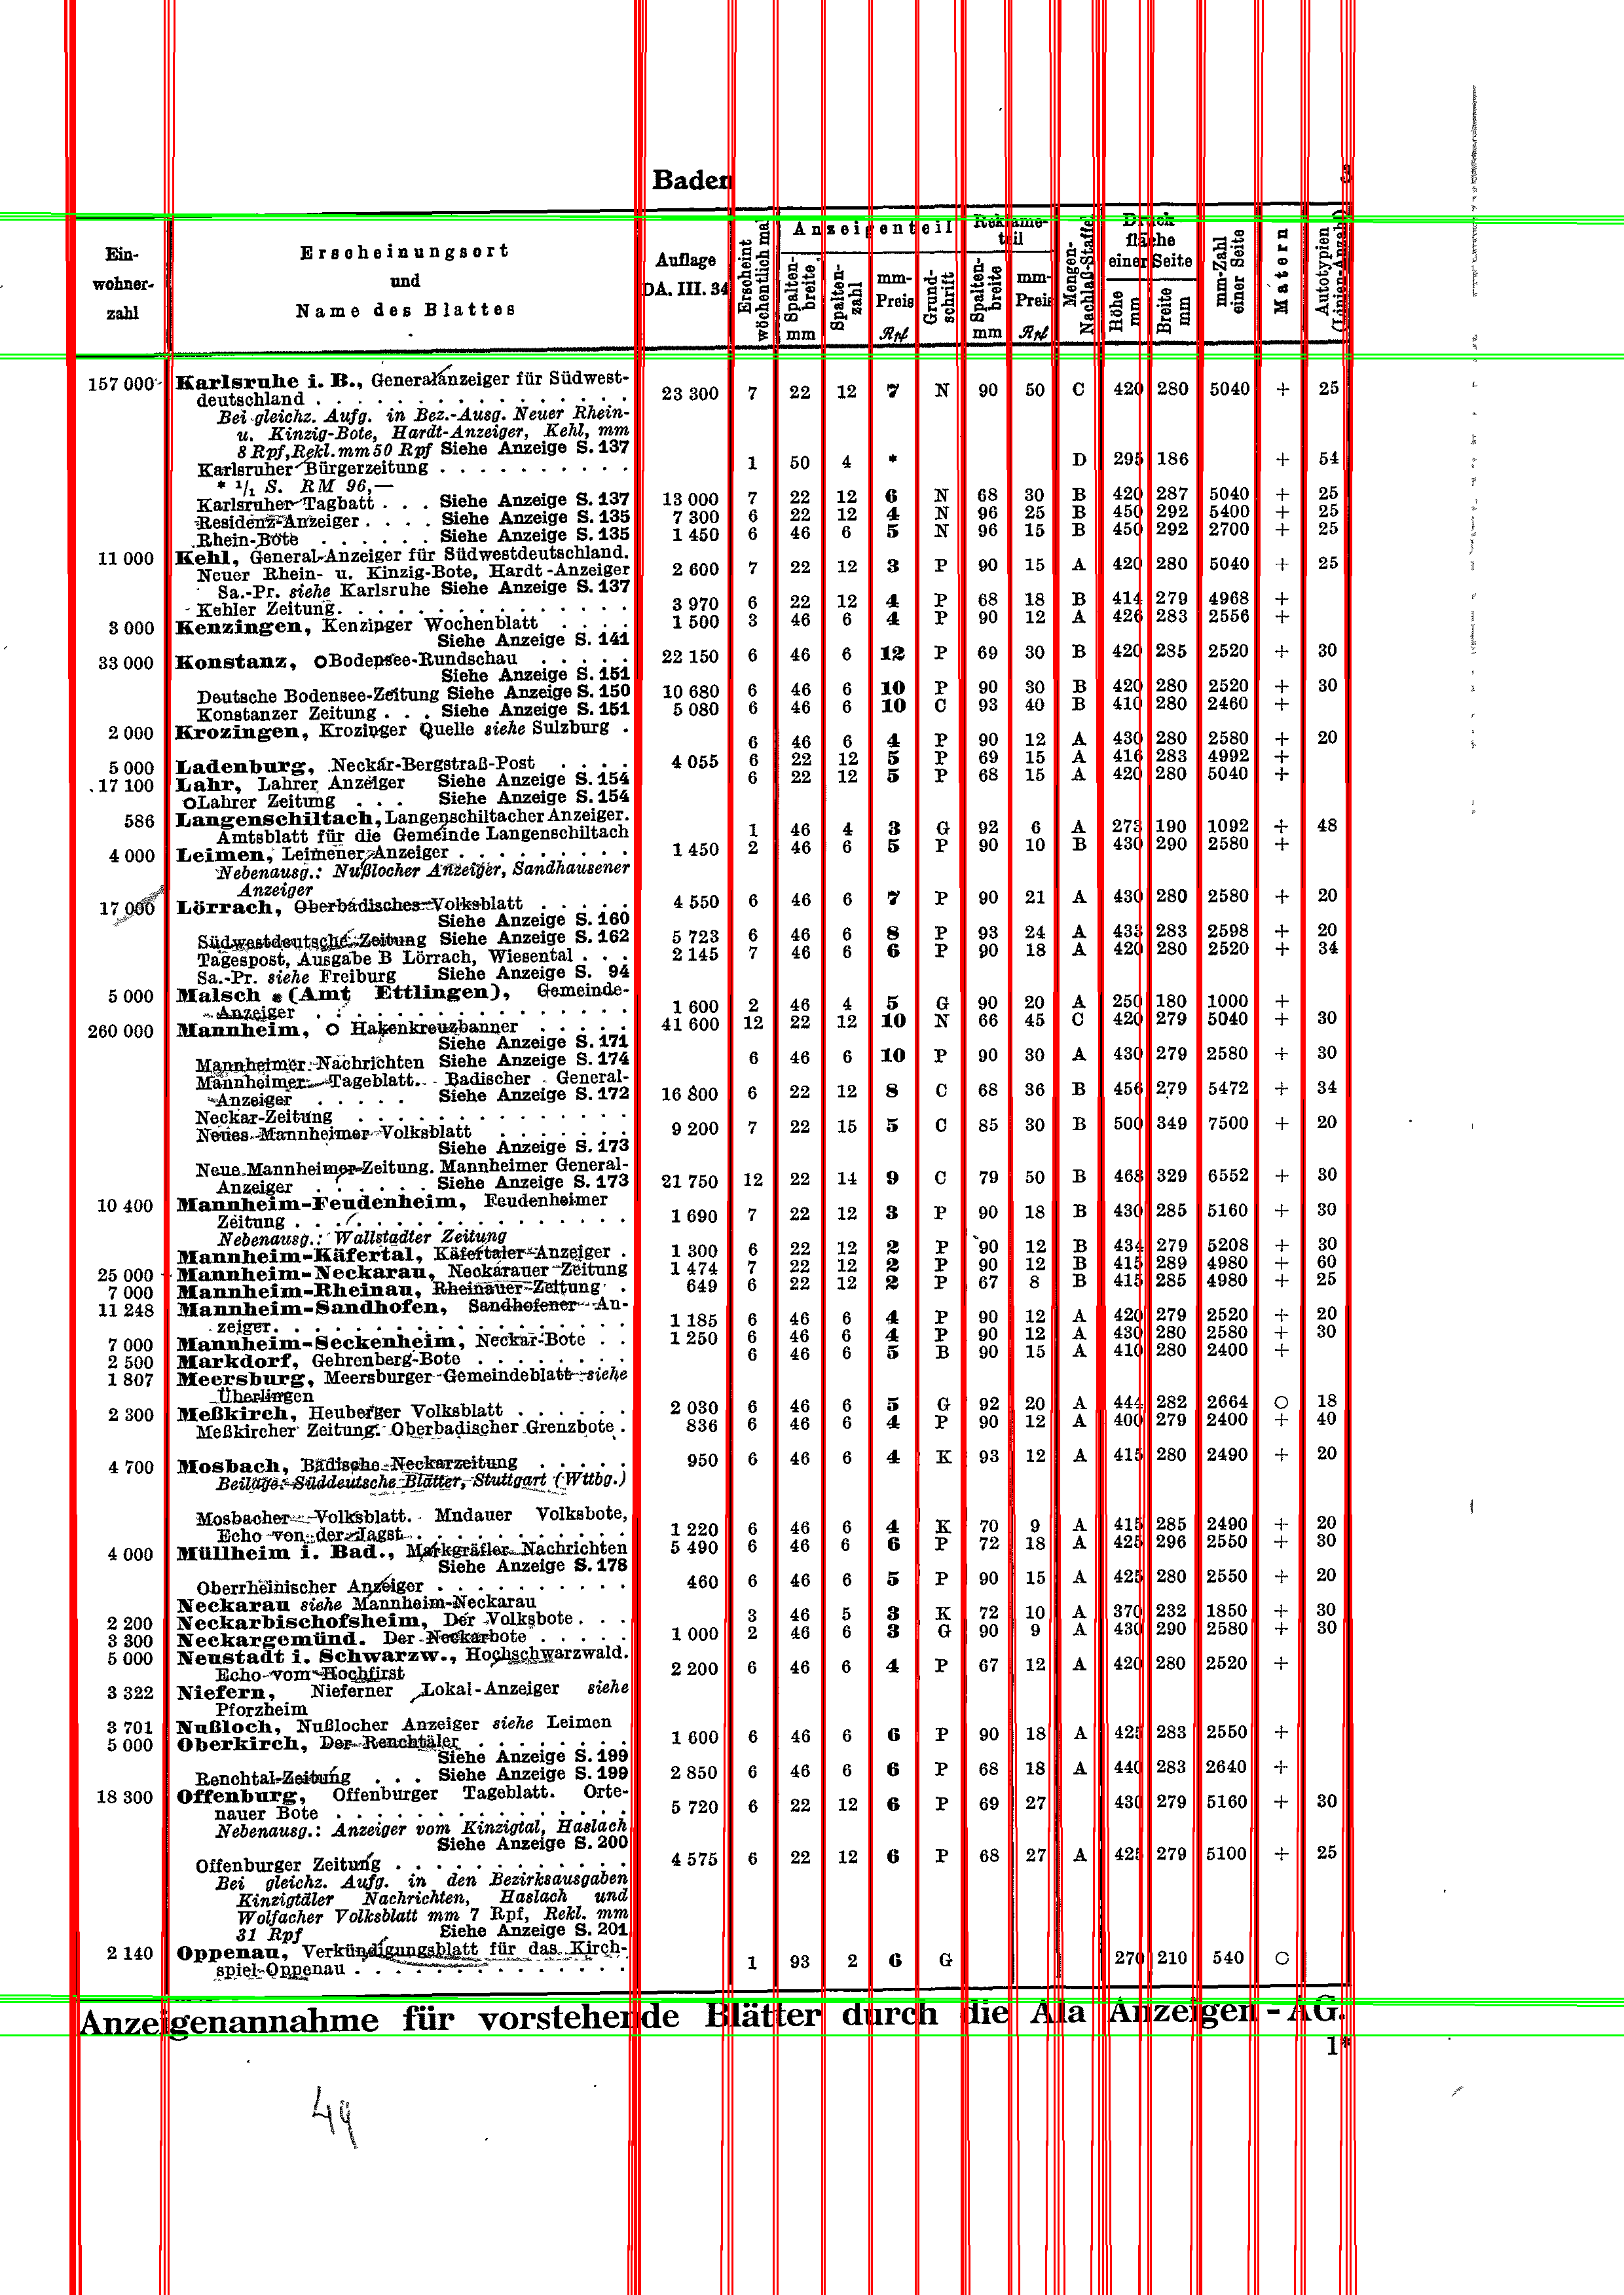 Baden
3
Ein-
wohner-
zahl
Erscheinungsort
und
Name des Blattes
Auflage
DA. III. 34
Erscheint
wöchentlich mal
Anzeigenteil
Spalten-
breite
mm
Spalten-
zahl
mm-
Preis
Rpf
Grund-
schrift
Reklame-
teil
Spalten-
breite
mm
mm-
Preis
Rpf
Mengen-
Nachlaß-Staffel
Druck-
fläche
einer Seite
Höhe
mm
Breite
mm
mm-Zahl
einer Seite
Matern
Autotypien
(Linien-Anzahl)
157 000 Karlsruhe i. B., Generalanzeiger für Südwest-
deutschland . . . 23 300 7 22 12 7 N 90 50 C 420 280 5040 + 25
Bei gleichz. Aufg. in Bez.-Ausg. Neuer Rhein-
u. Kinzig-Bote, Hardt-Anzeiger, Kehl, mm
8 Rpf, Rekl. mm 50 Rpf Siehe Anzeige S. 137
Karlsruher Bürgerzeitung . . . 1 50 4 * D 295 186 + 54
* 1/1 S. RM 96,—
Karlsruher Tagbatt . . . Siehe Anzeige S. 137 13 000 7 22 12 6 N 68 30 B 420 287 5040 + 25
Residenz-Anzeiger . . . . Siehe Anzeige S. 135 7 300 6 22 12 4 N 96 25 B 450 292 5400 + 25
Rhein-Bote . . . . . . Siehe Anzeige S. 135 1 450 6 46 6 5 N 96 15 B 450 292 2700 + 25
11 000 Kehl, General-Anzeiger für Südwestdeutschland.
Neuer Rhein- u. Kinzig-Bote, Hardt-Anzeiger 2 600 7 22 12 3 P 90 15 A 420 280 5040 + 25
Sa.-Pr. siehe Karlsruhe Siehe Anzeige S. 137
Kehler Zeitung . . . 3 970 6 22 12 4 P 68 18 B 414 279 4968 +
3 000 Kenzingen, Kenzinger Wochenblatt . . . . 1 500 3 46 6 4 P 90 12 A 426 283 2556 +
Siehe Anzeige S. 141
33 000 Konstanz, O Bodensee-Rundschau . . . . . 22 150 6 46 6 12 P 69 30 B 420 285 2520 + 30
Siehe Anzeige S. 151
Deutsche Bodensee-Zeitung Siehe Anzeige S. 150 10 680 6 46 6 10 P 90 30 B 420 280 2520 + 30
Konstanzer Zeitung . . . Siehe Anzeige S. 151 5 080 6 46 6 10 C 93 40 B 410 280 2460 +
2 000 Krozingen, Krozinger Quelle siehe Sulzburg . 6 46 6 4 P 90 12 A 430 280 2580 + 20
5 000 Ladenburg, Neckar-Bergstraß-Post . . . . 4 055 6 22 12 5 P 69 15 A 416 283 4992 +
17 100 Lahr, Lahrer Anzeiger Siehe Anzeige S. 154 6 22 12 5 P 68 15 A 420 280 5040 +
O Lahrer Zeitung . . . Siehe Anzeige S. 154
586 Langenschiltach, Langenschiltacher Anzeiger.
Amtsblatt für die Gemeinde Langenschiltach 1 46 4 3 G 92 6 A 273 190 1092 + 48
4 000 Leimen, Leimener Anzeiger . . . 1 450 2 46 6 5 P 90 10 B 430 290 2580 +
Nebenausg.: Nußlocher Anzeiger, Sandhausener
Anzeiger
17 000 Lörrach, Oberbadisches Volksblatt . . . . . 4 550 6 46 6 7 P 90 21 A 430 280 2580 + 20
Siehe Anzeige S. 160
Südwestdeutsche Zeitung Siehe Anzeige S. 162 5 723 6 46 6 8 P 93 24 A 433 283 2598 + 20
Tagespost, Ausgabe B Lörrach, Wiesental . . . 2 145 7 46 6 6 P 90 18 A 420 280 2520 + 34
Sa.-Pr. siehe Freiburg Siehe Anzeige S. 94
5 000 Malsch (Amt Ettlingen), Gemeinde-
Anzeiger . . . 1 600 2 46 4 5 G 90 20 A 250 180 1000 +
260 000 Mannheim, O Hakenkreuzbanner . . . . . 41 600 12 22 12 10 N 66 45 C 420 279 5040 + 30
Siehe Anzeige S. 171
Mannheimer Nachrichten Siehe Anzeige S. 174 6 46 6 10 P 90 30 A 430 279 2580 + 30
Mannheimer Tageblatt. Badischer General-
Anzeiger . . . . . Siehe Anzeige S. 172 16 800 6 22 12 8 C 68 36 B 456 279 5472 + 34
Neckar-Zeitung . . .
Neues Mannheimer Volksblatt . . . 9 200 7 22 15 5 C 85 30 B 500 349 7500 + 20
Siehe Anzeige S. 173
Neue Mannheimer Zeitung. Mannheimer General-
Anzeiger . . . . . . Siehe Anzeige S. 173 21 750 12 22 14 9 C 79 50 B 468 329 6552 + 30
10 400 Mannheim-Feudenheim, Feudenheimer
Zeitung . . . 1 690 7 22 12 3 P 90 18 B 430 285 5160 + 30
Nebenausg.: Wallstadter Zeitung
Mannheim-Käfertal, Käfertaler Anzeiger . 1 300 6 22 12 2 P 90 12 B 434 279 5208 + 30
25 000 Mannheim-Neckarau, Neckarauer Zeitung 1 474 7 22 12 2 P 90 12 B 415 289 4980 + 60
7 000 Mannheim-Rheinau, Rheinauer Zeitung . 649 6 22 12 2 P 67 8 B 415 285 4980 + 25
11 248 Mannheim-Sandhofen, Sandhofener An-
zeiger . . . 1 185 6 46 6 4 P 90 12 A 420 279 2520 + 20
7 000 Mannheim-Seckenheim, Neckar-Bote . . 1 250 6 46 6 4 P 90 12 A 430 280 2580 + 30
2 500 Markdorf, Gehrenberg-Bote . . . 6 46 6 5 B 90 15 A 410 280 2400 +
1 807 Meersburg, Meersburger Gemeindeblatt siehe
Überlingen
2 300 Meßkirch, Heuberger Volksblatt . . . 2 030 6 46 6 5 G 92 20 A 444 282 2664 O 18
Meßkircher Zeitung. Oberbadischer Grenzbote . 836 6 46 6 4 P 90 12 A 400 279 2400 + 40
4 700 Mosbach, Badische Neckarzeitung . . . . . 950 6 46 6 4 K 93 12 A 415 280 2490 + 20
Beilage: Süddeutsche Blätter, Stuttgart (Wttbg.)
Mosbacher Volksblatt. Mndauer Volksbote,
Echo von der Jagst . . . 1 220 6 46 6 4 K 70 9 A 415 285 2490 + 20
4 000 Müllheim i. Bad., Markgräfler Nachrichten 5 490 6 46 6 6 P 72 18 A 425 296 2550 + 30
Siehe Anzeige S. 178
Oberrheinischer Anzeiger . . . 460 6 46 6 5 P 90 15 A 425 280 2550 + 20
Neckarau siehe Mannheim-Neckarau
2 200 Neckarbischofsheim, Der Volksbote . . . 3 46 5 3 K 72 10 A 370 232 1850 + 30
3 300 Neckargemünd. Der Neckarbote . . . . . 1 000 2 46 6 3 G 90 9 A 430 290 2580 + 30
5 000 Neustadt i. Schwarzw., Hochschwarzwald.
Echo vom Hochfirst 2 200 6 46 6 4 P 67 12 A 420 280 2520 +
3 322 Niefern, Nieferner Lokal-Anzeiger siehe
Pforzheim
3 701 Nußloch, Nußlocher Anzeiger siehe Leimen
5 000 Oberkirch, Der Renchtäler . . . 1 600 6 46 6 6 P 90 18 A 425 283 2550 +
Siehe Anzeige S. 199
Renchtal-Zeitung . . . Siehe Anzeige S. 199 2 850 6 46 6 6 P 68 18 A 440 283 2640 +
18 300 Offenburg, Offenburger Tageblatt. Orte-
nauer Bote . . . 5 720 6 22 12 6 P 69 27 430 279 5160 + 30
Nebenausg.: Anzeiger vom Kinzigtal, Haslach
Siehe Anzeige S. 200
Offenburger Zeitung . . . 4 575 6 22 12 6 P 68 27 A 425 279 5100 + 25
Bei gleichz. Aufg. in den Bezirksausgaben
Kinzigtäler Nachrichten, Haslach und
Wolfacher Volksblatt mm 7 Rpf, Rekl. mm
31 Rpf Siehe Anzeige S. 201
2 140 Oppenau, Verkündigungsblatt für das Kirch-
spiel Oppenau . . . 1 93 2 6 G 270 210 540 O
Anzeigenannahme für vorstehende Blätter durch die Ala Anzeigen-AG.
1*
44